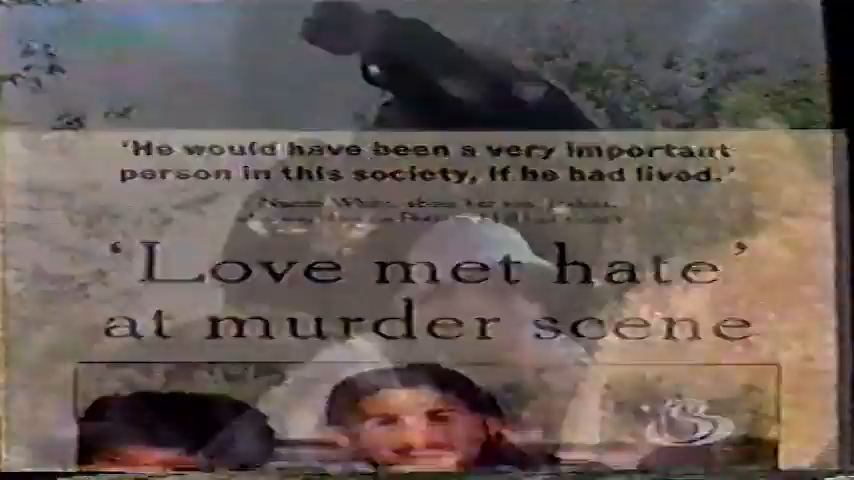 'He would have been a very important
person in this society, if he had lived.'
'Love met hate'
at murder scene